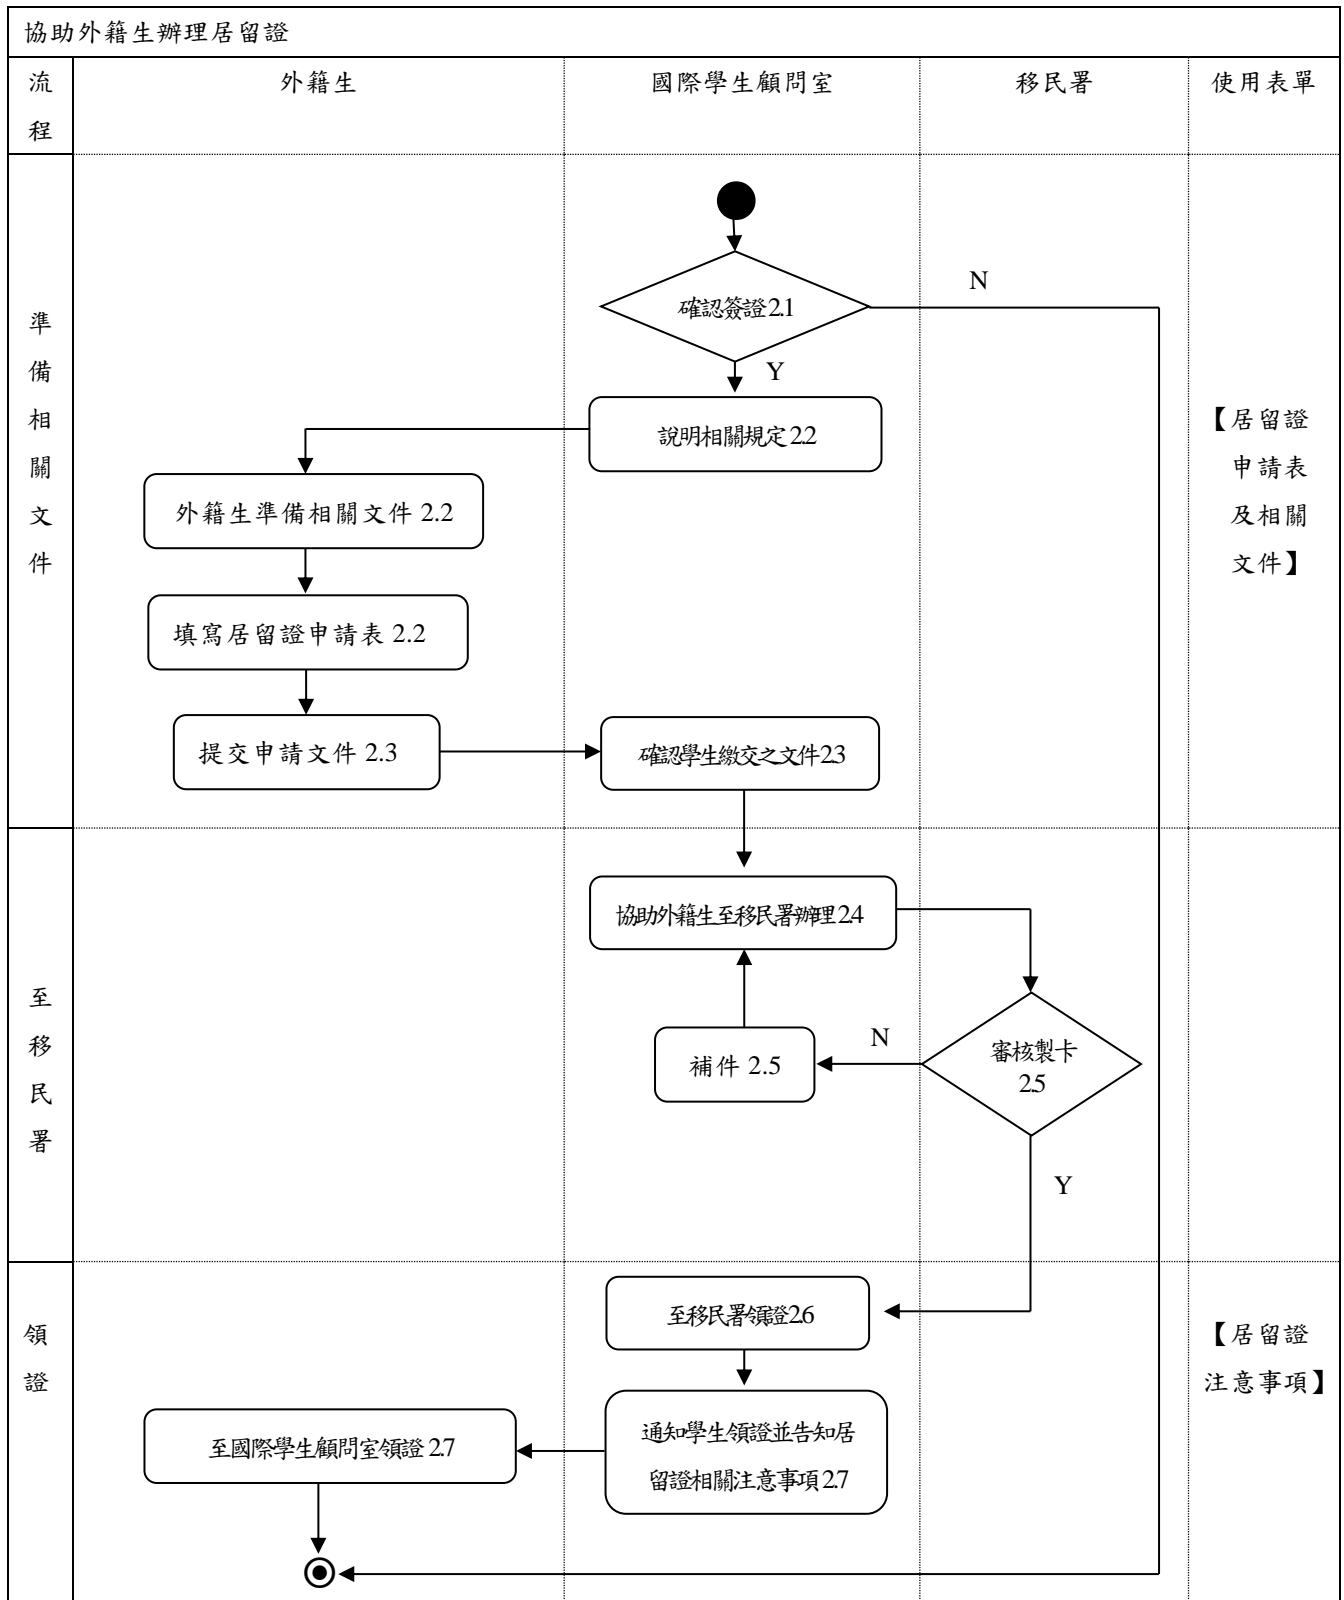 協助外籍生辦理居留證
流程
外籍生
國際學生顧問室
移民署
使用表單
準備相關文件
確認簽證2.1
N
Y
說明相關規定2.2
外籍生準備相關文件 2.2
填寫居留證申請表 2.2
提交申請文件 2.3
確認學生繳交之文件2.3
【居留證
申請表
及相關
文件】
至移民署
協助外籍生至移民署辦理2.4
補件 2.5
N
審核製卡
2.5
Y
領證
至移民署領證2.6
通知學生領證並告知居
留證相關注意事項2.7
至國際學生顧問室領證2.7
【居留證
注意事項】